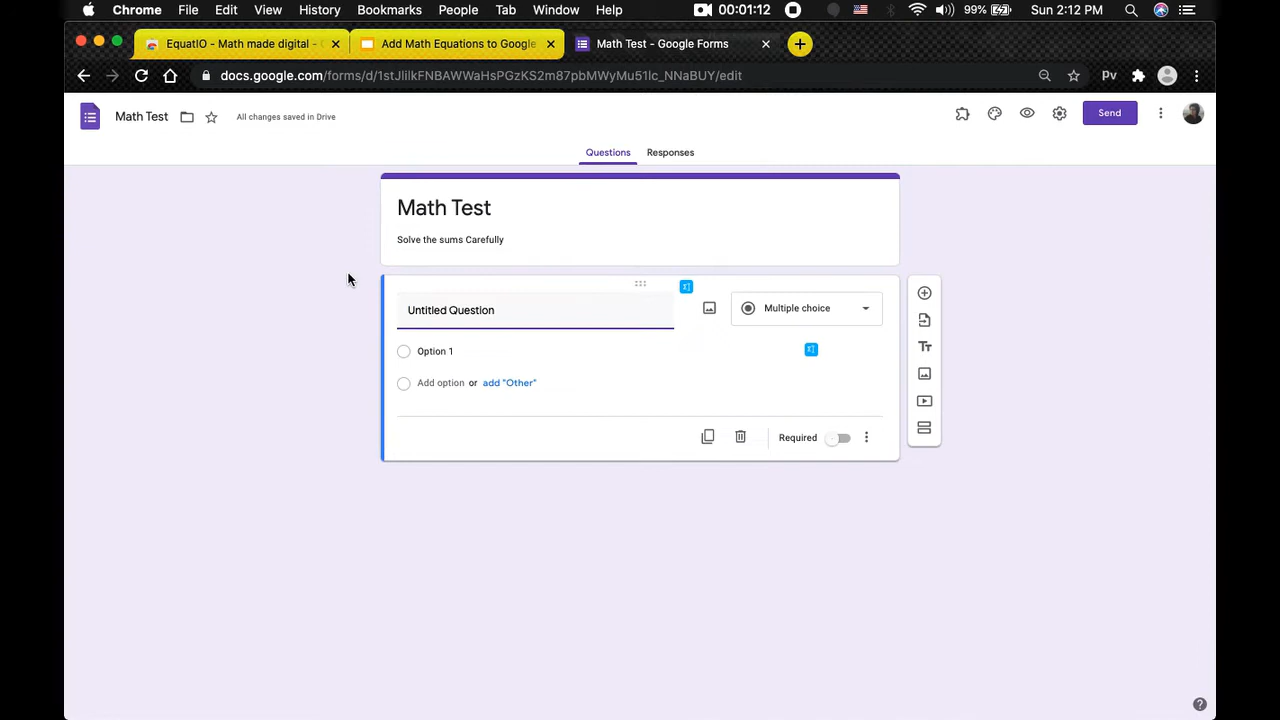 Chrome File Edit View History Bookmarks People Tab Window Help 00:01:12 99% Sun 2:12 PM
EquatIO - Math made digital - Add Math Equations to Google Math Test - Google Forms
docs.google.com/forms/d/1stJlilkFNBAWWaHsPGzKS2m87pbMWyMu51lc_NNaBUY/edit Pv
Math Test All changes saved in Drive Send
Questions Responses
Math Test
Solve the sums Carefully
Untitled Question Multiple choice
Option 1
Add option or add "Other"
Tr
Required